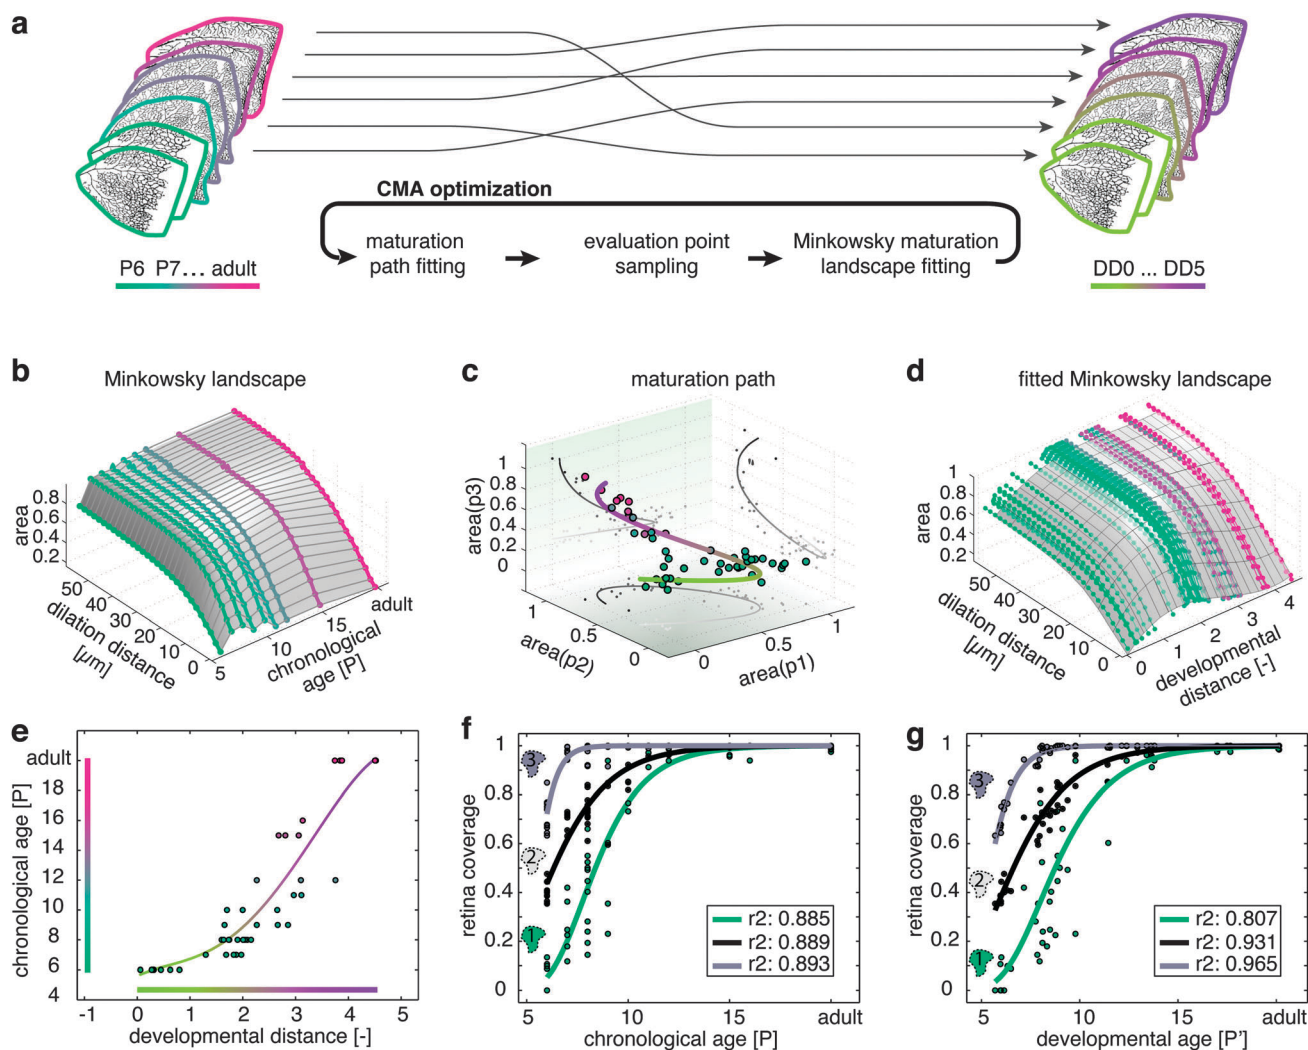 a
CMA optimization
maturation path fitting
evaluation point sampling
Minkowsky maturation landscape fitting
P6 P7... adult
DD0 ... DD5
b
Minkowsky landscape
area
0.8
0.6
0.4
0.2
50
40
30
20
10
0
dilation distance [µm]
5
10
15
adult
chronological age [P]
c
maturation path
area(p3)
1
0.8
0.6
0.4
0.2
0
1
0.5
0
area(p2)
0
0.5
1
area(p1)
d
fitted Minkowsky landscape
area
1
0.8
0.6
0.4
0.2
50
40
30
20
10
0
dilation distance [µm]
0
1
2
3
4
developmental distance [-]
e
chronological age [P]
adult
18
16
14
12
10
8
6
4
-1
0
1
2
3
4
5
developmental distance [-]
f
retina coverage
1
0.8
0.6
0.4
0.2
0
3
2
1
r2: 0.885
r2: 0.889
r2: 0.893
5
10
15
adult
chronological age [P]
g
retina coverage
1
0.8
0.6
0.4
0.2
0
3
2
1
r2: 0.807
r2: 0.931
r2: 0.965
5
10
15
adult
developmental age [P']